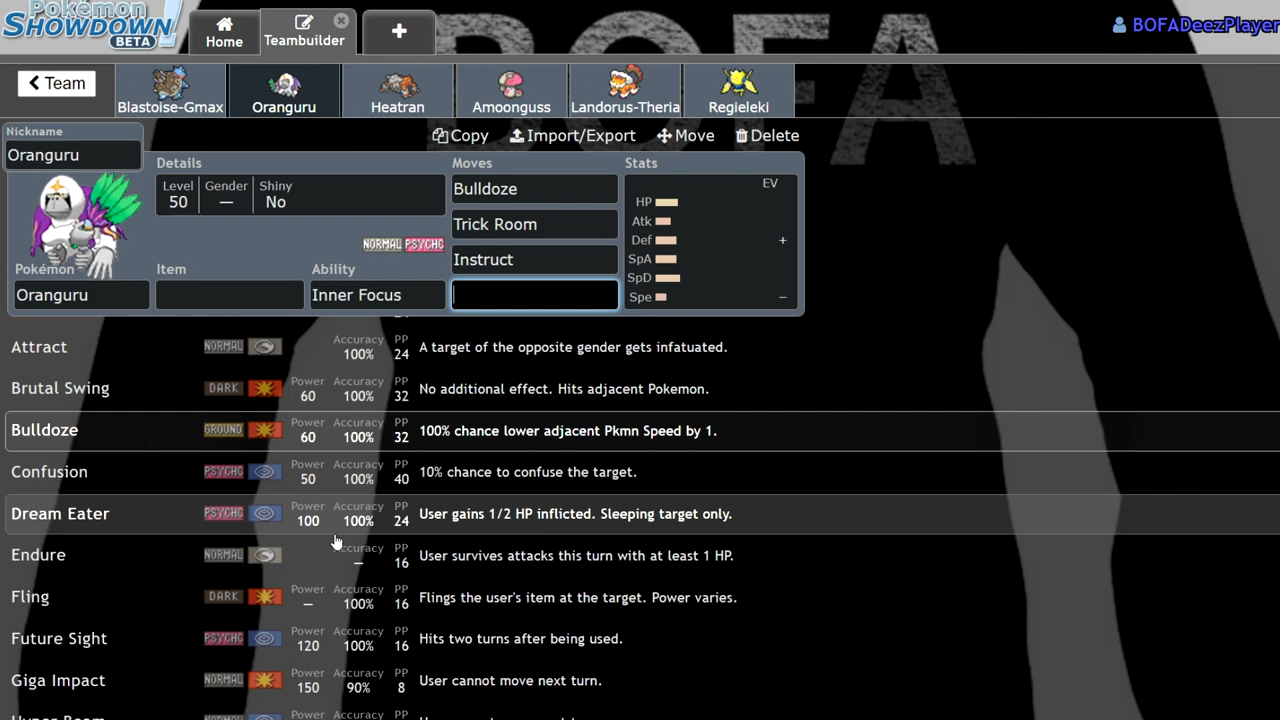 Pokémon
SHOWDOWN!
BETA
Home
Teambuilder
BOFADeezPlayer
BOFA
Team
Blastoise-Gmax
Oranguru
Heatran
Amoonguss
Landorus-Theria
Regieleki
Copy
Import/Export
Move
Delete
Nickname
Oranguru
Details
Level
50
Gender
—
Shiny
No
NORMAL PSYCHC
Pokémon
Oranguru
Item
Ability
Inner Focus
Moves
Bulldoze
Trick Room
Instruct
Stats
EV
HP
Atk
Def +
SpA
SpD
Spe −
Attract NORMAL Accuracy 100% PP 24 A target of the opposite gender gets infatuated.
Brutal Swing DARK Power 60 Accuracy 100% PP 32 No additional effect. Hits adjacent Pokemon.
Bulldoze GROUND Power 60 Accuracy 100% PP 32 100% chance lower adjacent Pkmn Speed by 1.
Confusion PSYCHC Power 50 Accuracy 100% PP 40 10% chance to confuse the target.
Dream Eater PSYCHC Power 100 Accuracy 100% PP 24 User gains 1/2 HP inflicted. Sleeping target only.
Endure NORMAL Accuracy — PP 16 User survives attacks this turn with at least 1 HP.
Fling DARK Power — Accuracy 100% PP 16 Flings the user's item at the target. Power varies.
Future Sight PSYCHC Power 120 Accuracy 100% PP 16 Hits two turns after being used.
Giga Impact NORMAL Power 150 Accuracy 90% PP 8 User cannot move next turn.
Hyper Beam NORMAL Power Accuracy PP